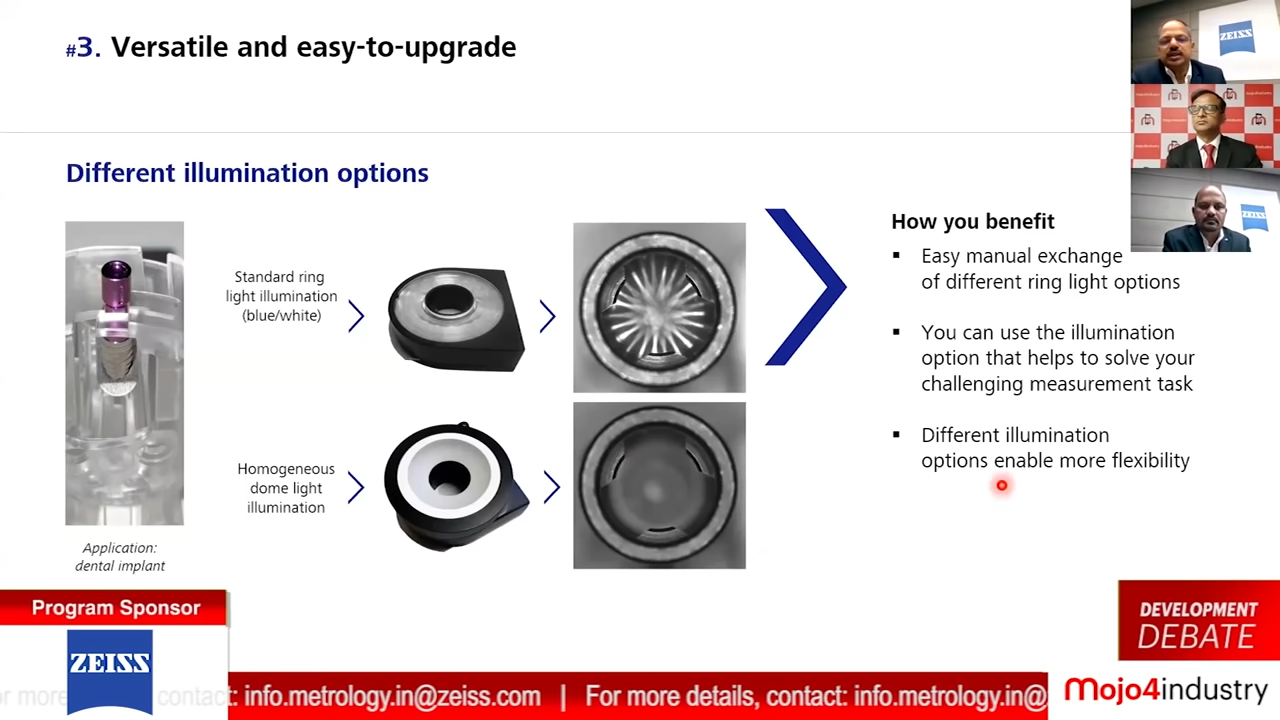 #3. Versatile and easy-to-upgrade
ZEISS
ZEISS
Different illumination options
Standard ring
light illumination
(blue/white)
Homogeneous
dome light
illumination
Application:
dental implant
How you benefit
▪ Easy manual exchange
of different ring light options
▪ You can use the illumination
option that helps to solve your
challenging measurement task
▪ Different illumination
options enable more flexibility
Program Sponsor
ZEISS
DEVELOPMENT
DEBATE
or more contact: info.metrology.in@zeiss.com | For more details, contact: info.metrology.in@
Mojo4industry